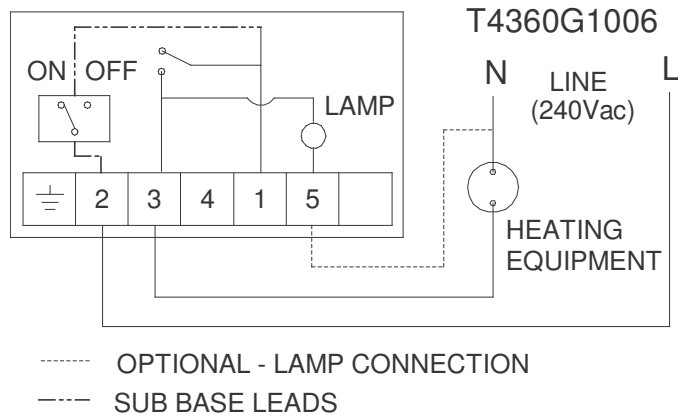 T4360G1006
ON OFF
LAMP
N
LINE
(240Vac)
L
2 3 4 1 5
HEATING
EQUIPMENT
OPTIONAL - LAMP CONNECTION
SUB BASE LEADS